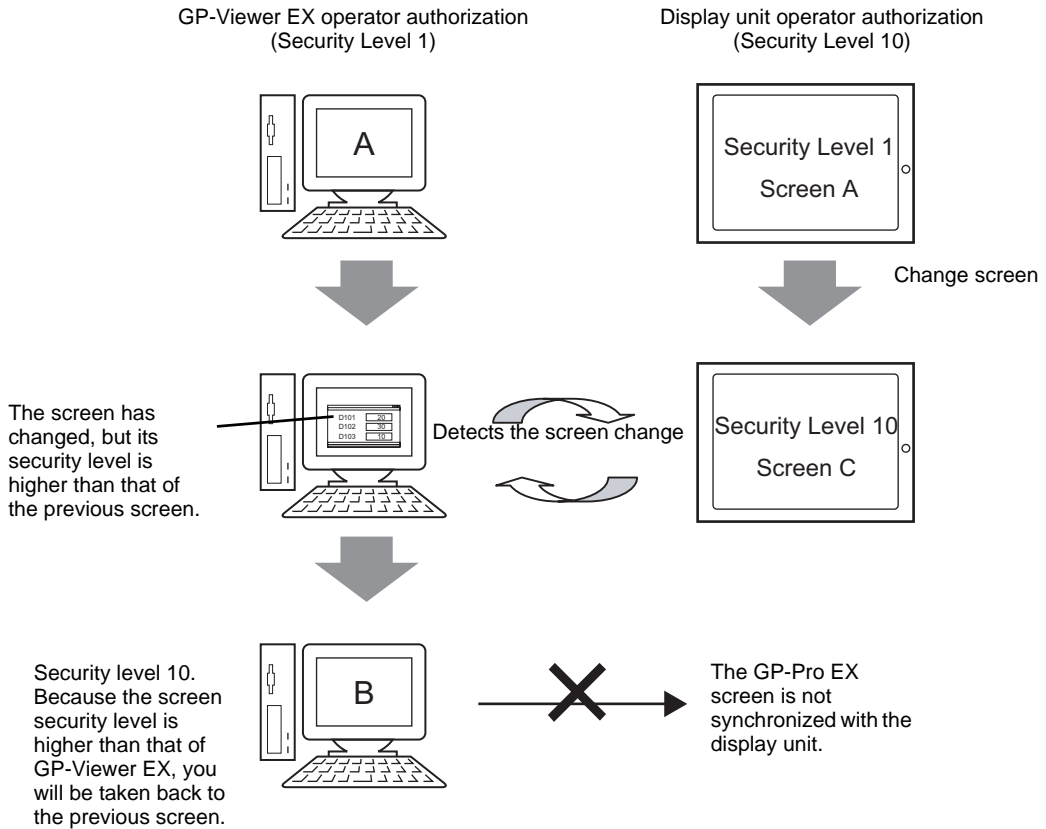 GP-Viewer EX operator authorization
(Security Level 1)
Display unit operator authorization
(Security Level 10)
A
Security Level 1
Screen A
Change screen
The screen has
changed, but its
security level is
higher than that of
the previous screen.
D101 20
D102 30
D103 10
Detects the screen change
Security Level 10
Screen C
Security level 10.
Because the screen
security level is
higher than that of
GP-Viewer EX, you
will be taken back to
the previous screen.
B
The GP-Pro EX
screen is not
synchronized with the
display unit.